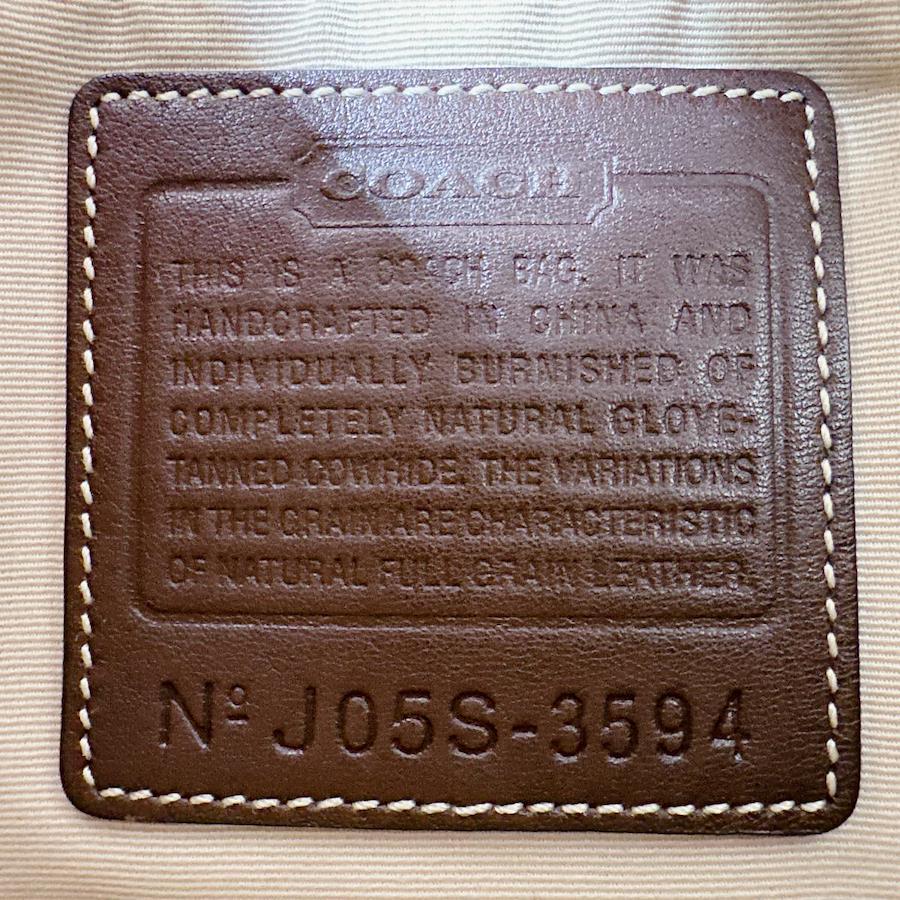 COACH
THIS IS A COACH BAG. IT WAS
HANDCRAFTED IN CHINA AND
INDIVIDUALLY BURNISHED OF
COMPLETELY NATURAL GLOVE-
TANNED COWHIDE. THE VARIATIONS
IN THE GRAIN ARE CHARACTERISTIC
OF NATURAL FULL GRAIN LEATHER.
Nº J05S-3594